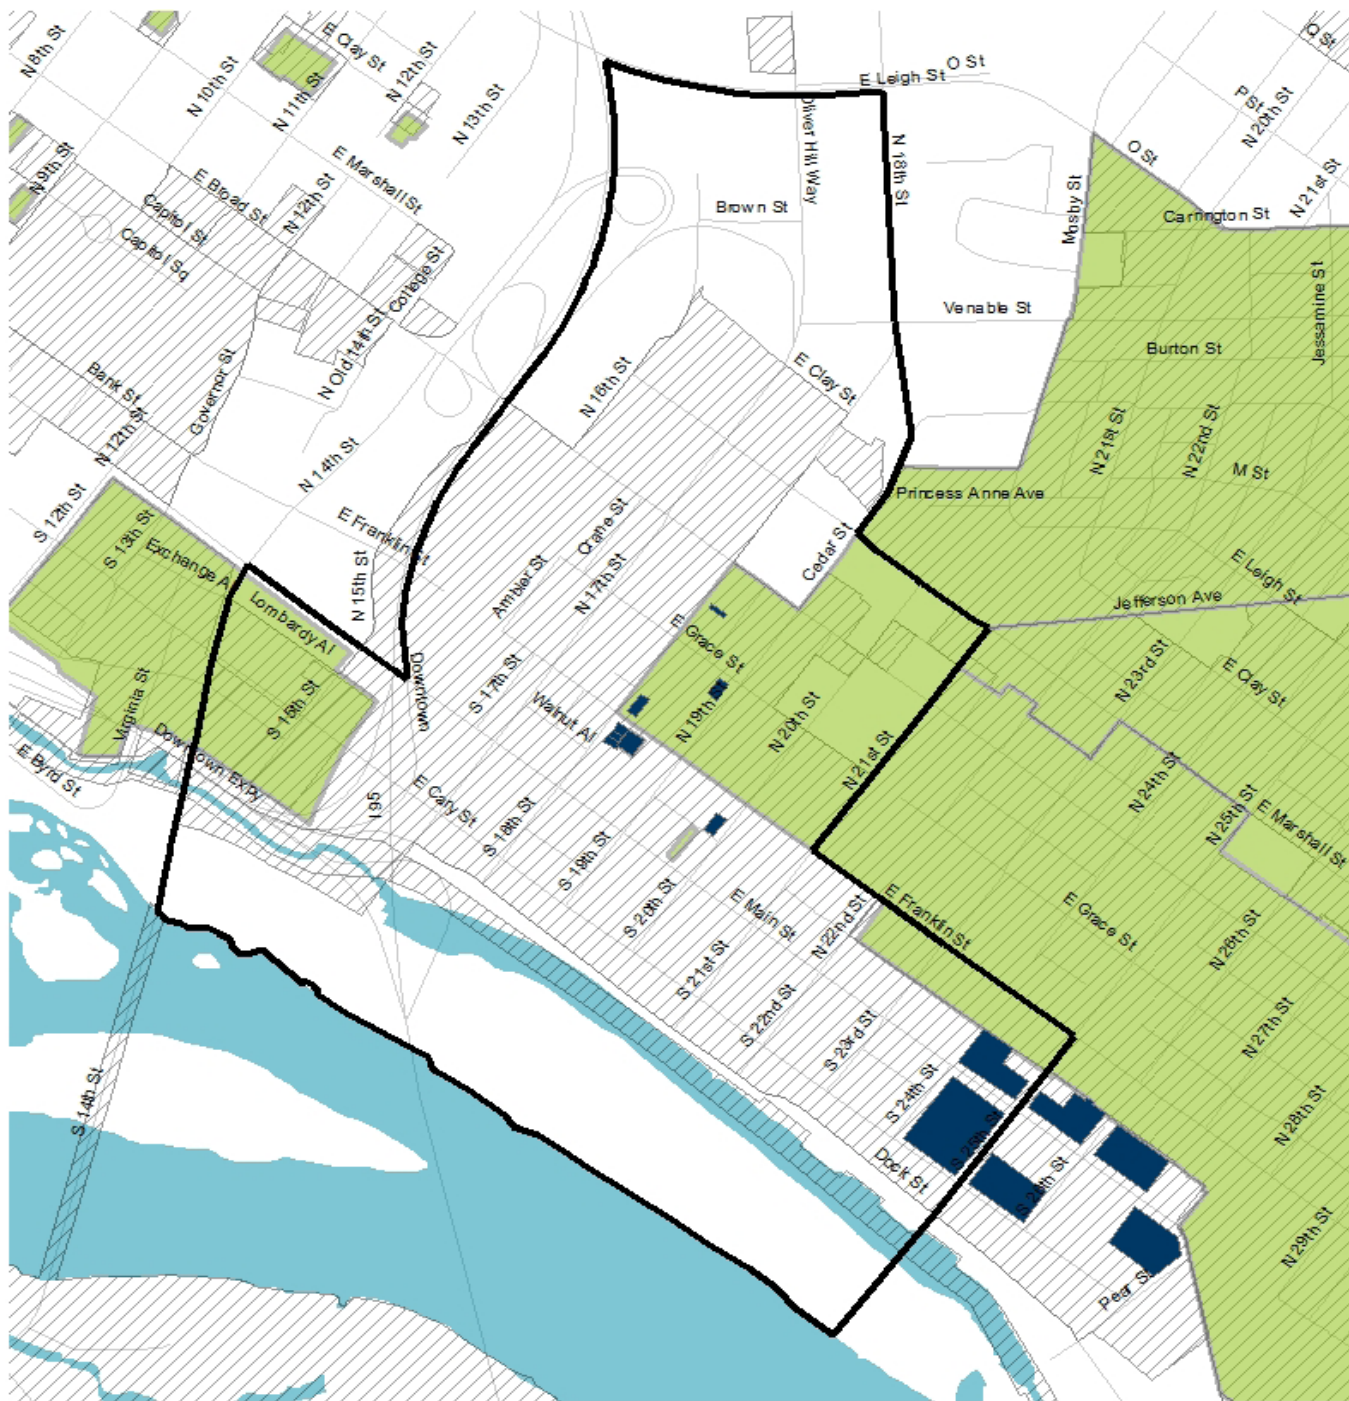 N 8th St
E Clay St
N 12th St
O St
E Leigh St
Q St
N 10th St
N 11th St
N 13th St
P St
N 20th St
Oliver Hill Way
N 18th St
O St
N 9th St
E Marshall St
E Broad St
N 12th St
Mosby St
N 21st St
Capitol St
Brown St
Carrington St
Capitol Sq
College St
Jessamine St
Venable St
N Old 14th St
Burton St
Governor St
Bank St
N 16th St
E Clay St
N 12th St
N 21st St
N 22nd St
N 14th St
M St
Princess Anne Ave
S 12th St
S 13th St
E Franklin St
Crane St
Cedar St
Exchange Al
N 15th St
Ambler St
N 17th St
E Leigh St
Lombardy Al
Jefferson Ave
E Grace St
N 23rd St
E Clay St
Virginia St
S 15th St
Downtown
S 17th St
Walnut Al
N 19th St
N 20th St
N 21st St
Downtown Expy
E Byrd St
N 24th St
I 95
E Cary St
S 18th St
N 25th St
E Marshall St
S 19th St
S 20th St
E Main St
N 22nd St
E Franklin St
E Grace St
N 26th St
S 21st St
S 22nd St
S 23rd St
N 27th St
S 14th St
S 24th St
N 28th St
S 25th St
Dock St
S 26th St
N 29th St
Pear St